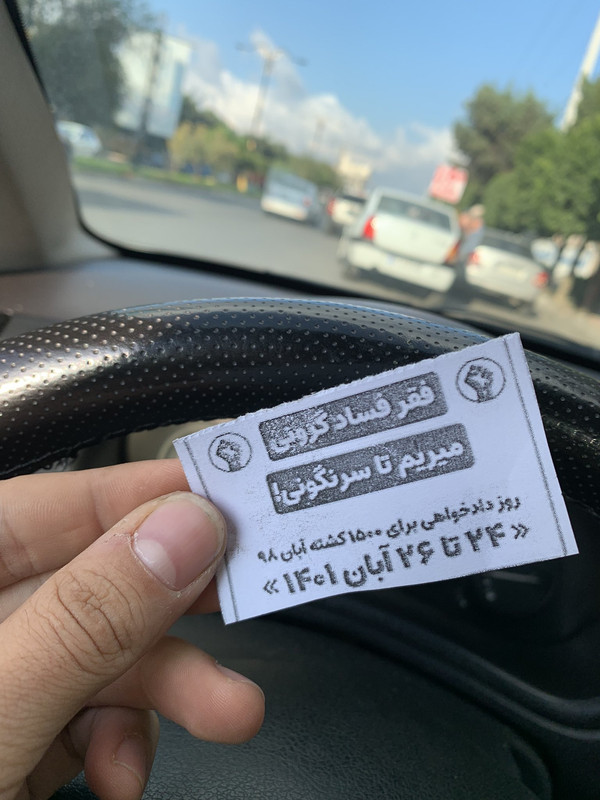 فقر فساد گرونی
میریم تا سرنگونی!
روز دادخواهی برای ۱۵۰۰ کشته آبان ۹۸
« ۲۴ تا ۲۶ آبان ۱۴۰۱ »